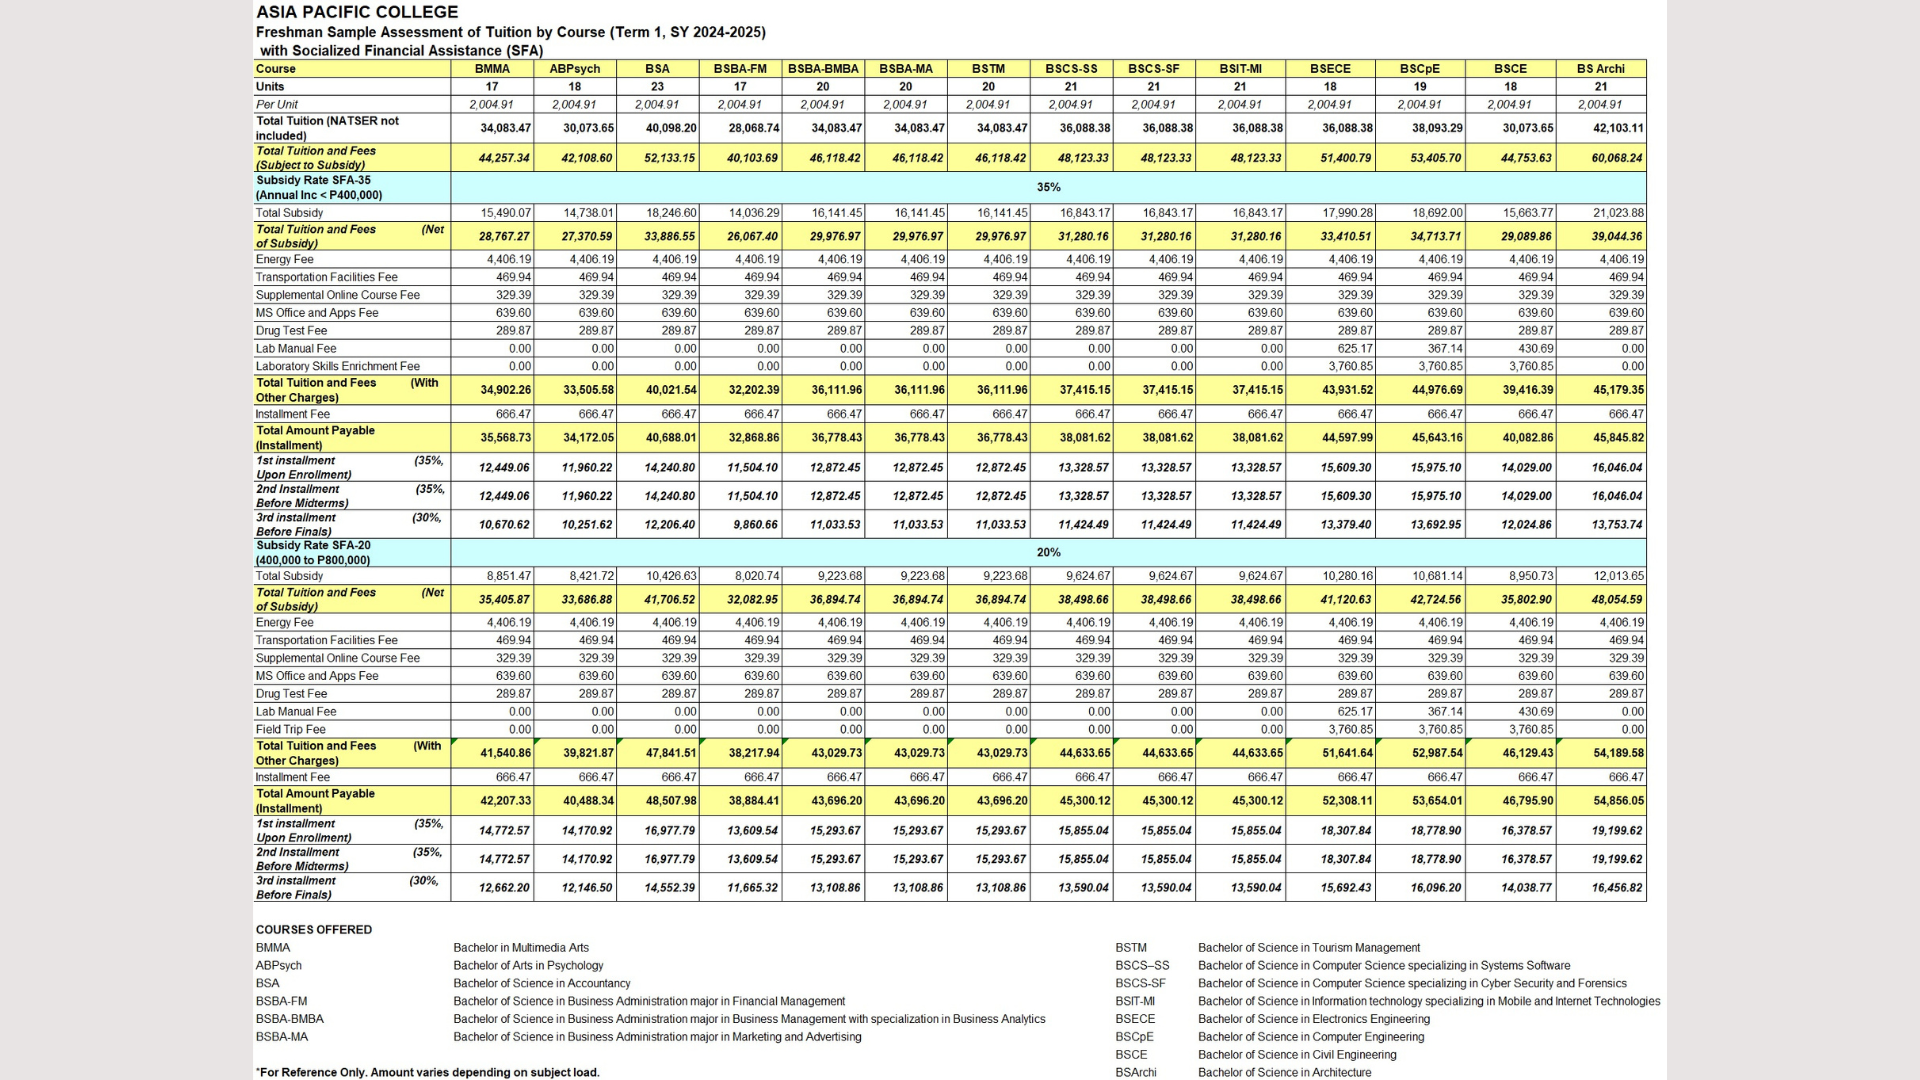 ASIA PACIFIC COLLEGE
Freshman Sample Assessment of Tuition by Course (Term 1, SY 2024-2025)
with Socialized Financial Assistance (SFA)
Course BMMA ABPsych BSA BSBA-FM BSBA-BMBA BSBA-MA BSTM BSCS-SS BSCS-SF BSIT-MI BSECE BSCpE BSCE BS Archi
Units 17 18 23 17 20 20 20 21 21 21 18 19 18 21
Per Unit 2,004.91 2,004.91 2,004.91 2,004.91 2,004.91 2,004.91 2,004.91 2,004.91 2,004.91 2,004.91 2,004.91 2,004.91 2,004.91 2,004.91
Total Tuition (NATSER not
included) 34,083.47 30,073.65 40,098.20 28,068.74 34,083.47 34,083.47 34,083.47 36,088.38 36,088.38 36,088.38 36,088.38 38,093.29 30,073.65 42,103.11
Total Tuition and Fees
(Subject to Subsidy) 44,257.34 42,108.60 52,133.15 40,103.69 46,118.42 46,118.42 46,118.42 48,123.33 48,123.33 48,123.33 51,400.79 53,405.70 44,753.63 60,068.24
Subsidy Rate SFA-35
(Annual Inc < P400,000) 35%
Total Subsidy 15,490.07 14,738.01 18,246.60 14,036.29 16,141.45 16,141.45 16,141.45 16,843.17 16,843.17 16,843.17 17,990.28 18,692.00 15,663.77 21,023.88
Total Tuition and Fees (Net
of Subsidy) 28,767.27 27,370.59 33,886.55 26,067.40 29,976.97 29,976.97 29,976.97 31,280.16 31,280.16 31,280.16 33,410.51 34,713.71 29,089.86 39,044.36
Energy Fee 4,406.19 4,406.19 4,406.19 4,406.19 4,406.19 4,406.19 4,406.19 4,406.19 4,406.19 4,406.19 4,406.19 4,406.19 4,406.19 4,406.19
Transportation Facilities Fee 469.94 469.94 469.94 469.94 469.94 469.94 469.94 469.94 469.94 469.94 469.94 469.94 469.94 469.94
Supplemental Online Course Fee 329.39 329.39 329.39 329.39 329.39 329.39 329.39 329.39 329.39 329.39 329.39 329.39 329.39 329.39
MS Office and Apps Fee 639.60 639.60 639.60 639.60 639.60 639.60 639.60 639.60 639.60 639.60 639.60 639.60 639.60 639.60
Drug Test Fee 289.87 289.87 289.87 289.87 289.87 289.87 289.87 289.87 289.87 289.87 289.87 289.87 289.87 289.87
Lab Manual Fee 0.00 0.00 0.00 0.00 0.00 0.00 0.00 0.00 0.00 0.00 625.17 367.14 430.69 0.00
Laboratory Skills Enrichment Fee 0.00 0.00 0.00 0.00 0.00 0.00 0.00 0.00 0.00 0.00 3,760.85 3,760.85 3,760.85 0.00
Total Tuition and Fees (With
Other Charges) 34,902.26 33,505.58 40,021.54 32,202.39 36,111.96 36,111.96 36,111.96 37,415.15 37,415.15 37,415.15 43,931.52 44,976.69 39,416.39 45,179.35
Installment Fee 666.47 666.47 666.47 666.47 666.47 666.47 666.47 666.47 666.47 666.47 666.47 666.47 666.47 666.47
Total Amount Payable
(Installment) 35,568.73 34,172.05 40,688.01 32,868.86 36,778.43 36,778.43 36,778.43 38,081.62 38,081.62 38,081.62 44,597.99 45,643.16 40,082.86 45,845.82
1st installment (35%,
Upon Enrollment) 12,449.06 11,960.22 14,240.80 11,504.10 12,872.45 12,872.45 12,872.45 13,328.57 13,328.57 13,328.57 15,609.30 15,975.10 14,029.00 16,046.04
2nd Installment (35%,
Before Midterms) 12,449.06 11,960.22 14,240.80 11,504.10 12,872.45 12,872.45 12,872.45 13,328.57 13,328.57 13,328.57 15,609.30 15,975.10 14,029.00 16,046.04
3rd installment (30%,
Before Finals) 10,670.62 10,251.62 12,206.40 9,860.66 11,033.53 11,033.53 11,033.53 11,424.49 11,424.49 11,424.49 13,379.40 13,692.95 12,024.86 13,753.74
Subsidy Rate SFA-20
(400,000 to P800,000) 20%
Total Subsidy 8,851.47 8,421.72 10,426.63 8,020.74 9,223.68 9,223.68 9,223.68 9,624.67 9,624.67 9,624.67 10,280.16 10,681.14 8,950.73 12,013.65
Total Tuition and Fees (Net
of Subsidy) 35,405.87 33,686.88 41,706.52 32,082.95 36,894.74 36,894.74 36,894.74 38,498.66 38,498.66 38,498.66 41,120.63 42,724.56 35,802.90 48,054.59
Energy Fee 4,406.19 4,406.19 4,406.19 4,406.19 4,406.19 4,406.19 4,406.19 4,406.19 4,406.19 4,406.19 4,406.19 4,406.19 4,406.19 4,406.19
Transportation Facilities Fee 469.94 469.94 469.94 469.94 469.94 469.94 469.94 469.94 469.94 469.94 469.94 469.94 469.94 469.94
Supplemental Online Course Fee 329.39 329.39 329.39 329.39 329.39 329.39 329.39 329.39 329.39 329.39 329.39 329.39 329.39 329.39
MS Office and Apps Fee 639.60 639.60 639.60 639.60 639.60 639.60 639.60 639.60 639.60 639.60 639.60 639.60 639.60 639.60
Drug Test Fee 289.87 289.87 289.87 289.87 289.87 289.87 289.87 289.87 289.87 289.87 289.87 289.87 289.87 289.87
Lab Manual Fee 0.00 0.00 0.00 0.00 0.00 0.00 0.00 0.00 0.00 0.00 625.17 367.14 430.69 0.00
Field Trip Fee 0.00 0.00 0.00 0.00 0.00 0.00 0.00 0.00 0.00 0.00 3,760.85 3,760.85 3,760.85 0.00
Total Tuition and Fees (With
Other Charges) 41,540.86 39,821.87 47,841.51 38,217.94 43,029.73 43,029.73 43,029.73 44,633.65 44,633.65 44,633.65 51,641.64 52,987.54 46,129.43 54,189.58
Installment Fee 666.47 666.47 666.47 666.47 666.47 666.47 666.47 666.47 666.47 666.47 666.47 666.47 666.47 666.47
Total Amount Payable
(Installment) 42,207.33 40,488.34 48,507.98 38,884.41 43,696.20 43,696.20 43,696.20 45,300.12 45,300.12 45,300.12 52,308.11 53,654.01 46,795.90 54,856.05
1st installment (35%,
Upon Enrollment) 14,772.57 14,170.92 16,977.79 13,609.54 15,293.67 15,293.67 15,293.67 15,855.04 15,855.04 15,855.04 18,307.84 18,778.90 16,378.57 19,199.62
2nd Installment (35%,
Before Midterms) 14,772.57 14,170.92 16,977.79 13,609.54 15,293.67 15,293.67 15,293.67 15,855.04 15,855.04 15,855.04 18,307.84 18,778.90 16,378.57 19,199.62
3rd installment (30%,
Before Finals) 12,662.20 12,146.50 14,552.39 11,665.32 13,108.86 13,108.86 13,108.86 13,590.04 13,590.04 13,590.04 15,692.43 16,096.20 14,038.77 16,456.82
COURSES OFFERED
BMMA Bachelor in Multimedia Arts
ABPsych Bachelor of Arts in Psychology
BSA Bachelor of Science in Accountancy
BSBA-FM Bachelor of Science in Business Administration major in Financial Management
BSBA-BMBA Bachelor of Science in Business Administration major in Business Management with specialization in Business Analytics
BSBA-MA Bachelor of Science in Business Administration major in Marketing and Advertising
BSTM Bachelor of Science in Tourism Management
BSCS–SS Bachelor of Science in Computer Science specializing in Systems Software
BSCS-SF Bachelor of Science in Computer Science specializing in Cyber Security and Forensics
BSIT-MI Bachelor of Science in Information technology specializing in Mobile and Internet Technologies
BSECE Bachelor of Science in Electronics Engineering
BSCpE Bachelor of Science in Computer Engineering
BSCE Bachelor of Science in Civil Engineering
BSArchi Bachelor of Science in Architecture
*For Reference Only. Amount varies depending on subject load.